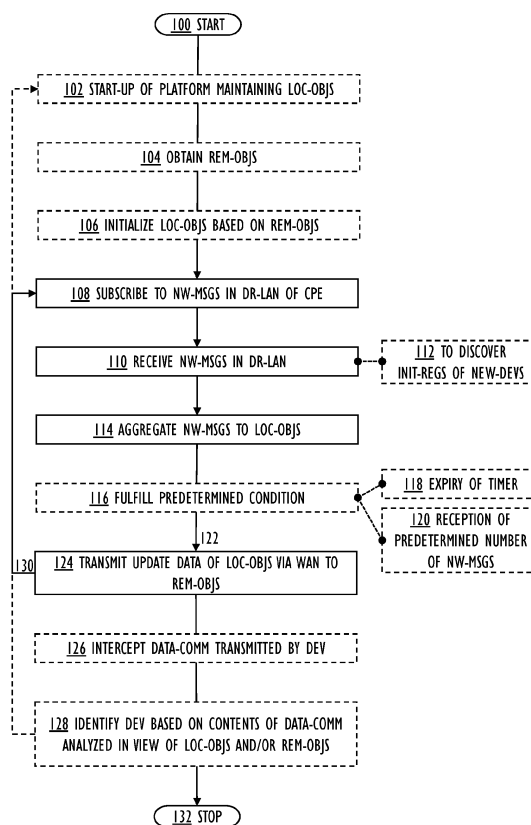 100 START
102 START-UP OF PLATFORM MAINTAINING LOC-OBJS
104 OBTAIN REM-OBJS
106 INITIALIZE LOC-OBJS BASED ON REM-OBJS
108 SUBSCRIBE TO NW-MSGS IN DR-LAN OF CPE
110 RECEIVE NW-MSGS IN DR-LAN
112 TO DISCOVER
INIT-REGS OF NEW-DEVS
114 AGGREGATE NW-MSGS TO LOC-OBJS
116 FULFILL PREDETERMINED CONDITION
118 EXPIRY OF TIMER
120 RECEPTION OF
PREDETERMINED NUMBER
OF NW-MSGS
122
130
124 TRANSMIT UPDATE DATA OF LOC-OBJS VIA WAN TO
REM-OBJS
126 INTERCEPT DATA-COMM TRANSMITTED BY DEV
128 IDENTIFY DEV BASED ON CONTENTS OF DATA-COMM
ANALYZED IN VIEW OF LOC-OBJS AND/OR REM-OBJS
132 STOP